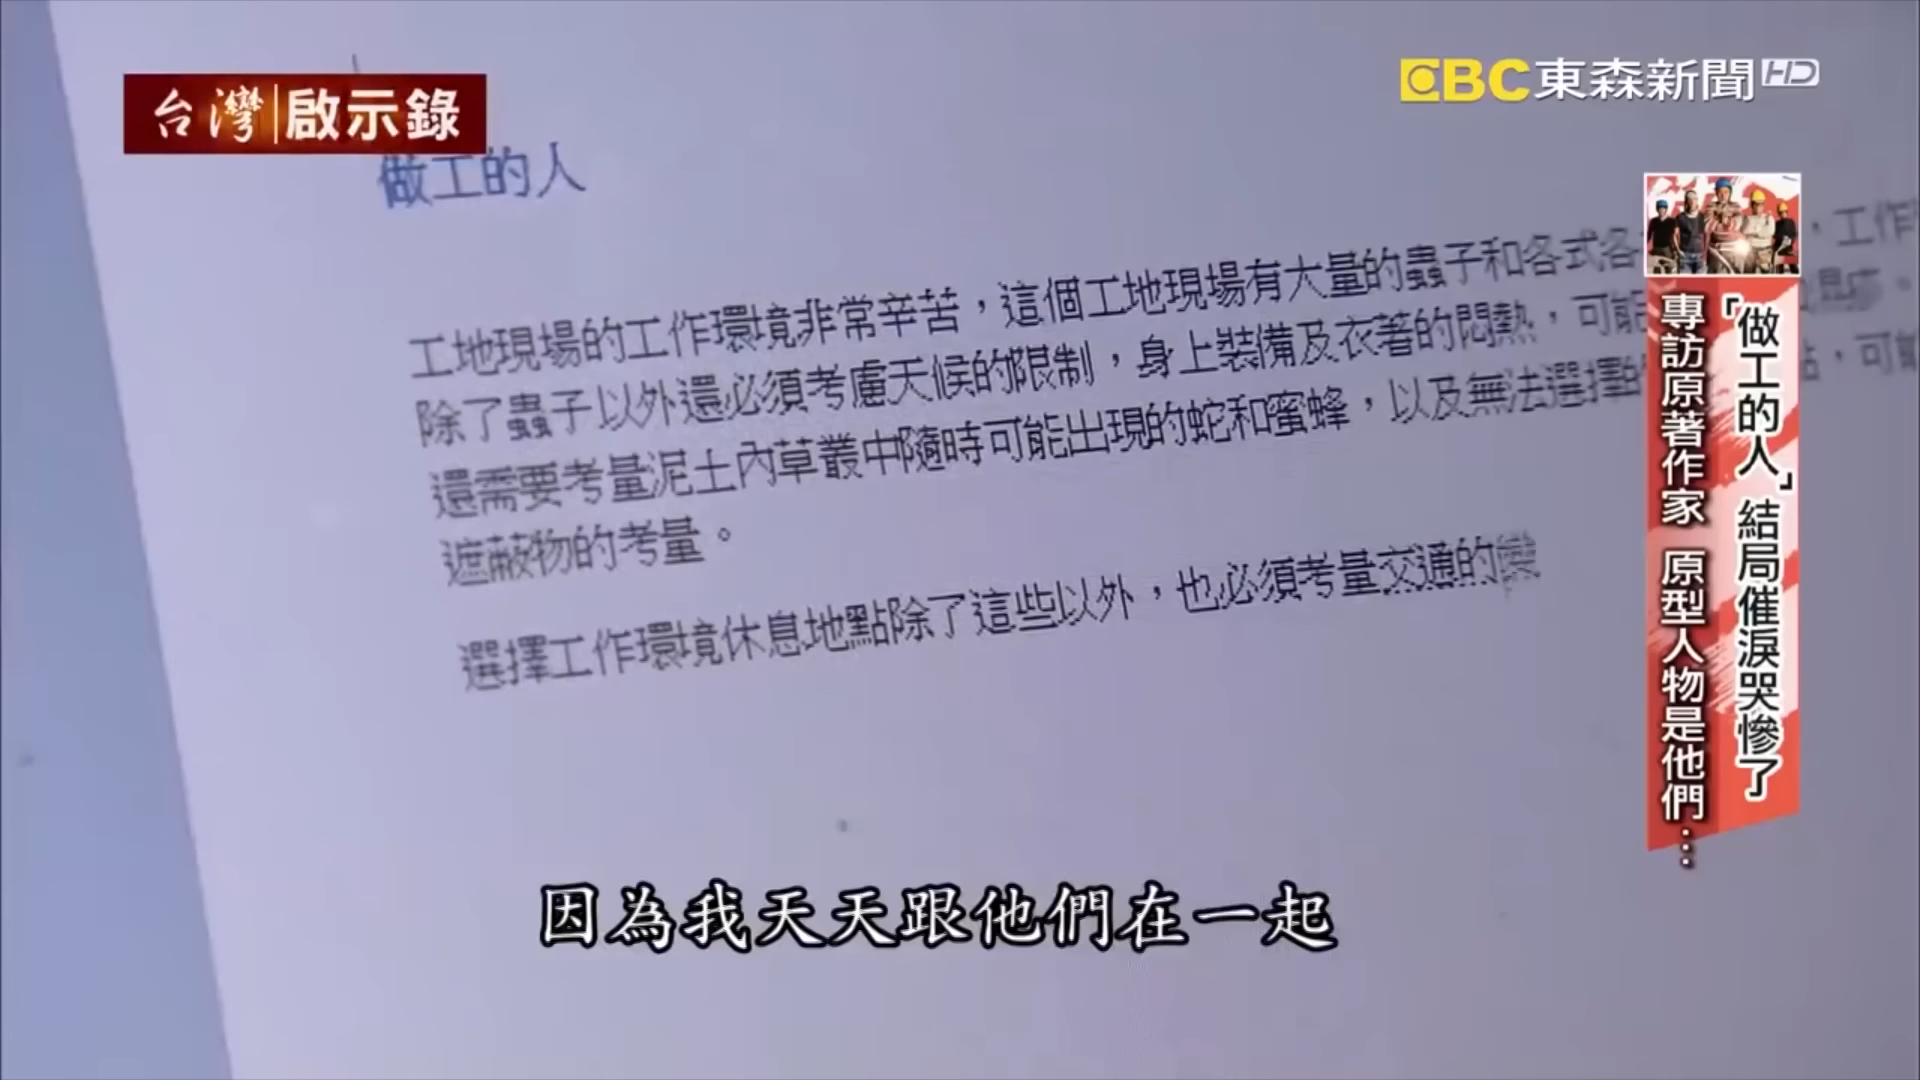 台灣 啟示錄
EBC 東森新聞 HD
做工的人
工地現場的工作環境非常辛苦，這個工地現場有大量的蟲子和各式各 ，工作
除了蟲子以外還必須考慮天候的限制，身上裝備及衣著的悶熱，可能
還需要考量泥土內草叢中隨時可能出現的蛇和蜜蜂，以及無法選擇的 點，可能
遮蔽物的考量。
選擇工作環境休息地點除了這些以外，也必須考量交通的
「做工的人」結局催淚哭慘了
專訪原著作家 原型人物是他們…
因為我天天跟他們在一起